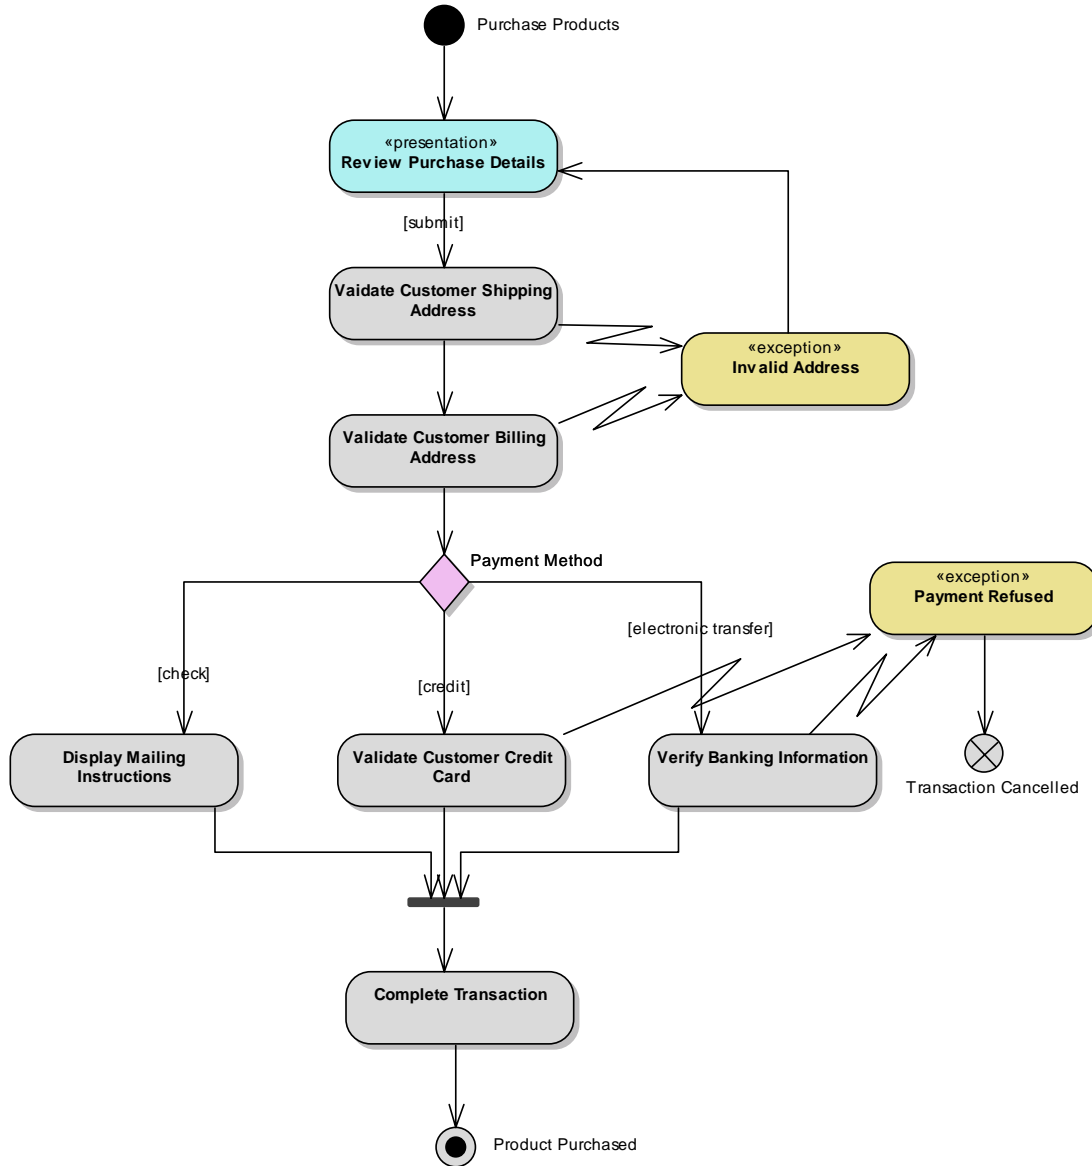 Purchase Products
«presentation»
Review Purchase Details
[submit]
Vaidate Customer Shipping
Address
«exception»
Invalid Address
Validate Customer Billing
Address
Payment Method
«exception»
Payment Refused
[electronic transfer]
[check]
[credit]
Display Mailing
Instructions
Validate Customer Credit
Card
Verify Banking Information
Transaction Cancelled
Complete Transaction
Product Purchased